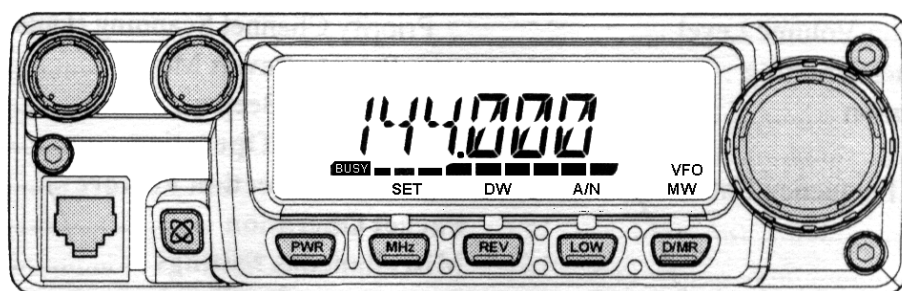 144.000
BUSY VFO
SET DW A/N MW
PWR MHz REV LOW D/MR